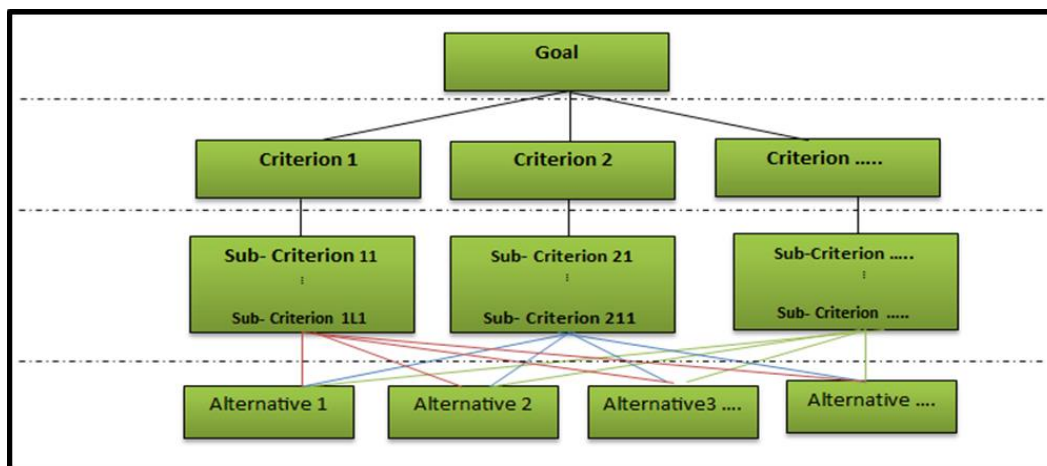 Goal
Criterion 1
Criterion 2
Criterion .....
Sub- Criterion 11
⁝
Sub- Criterion 1L1
Sub- Criterion 21
⁝
Sub- Criterion 211
Sub-Criterion .....
⁝
Sub- Criterion .....
Alternative 1
Alternative 2
Alternative3 ....
Alternative ....